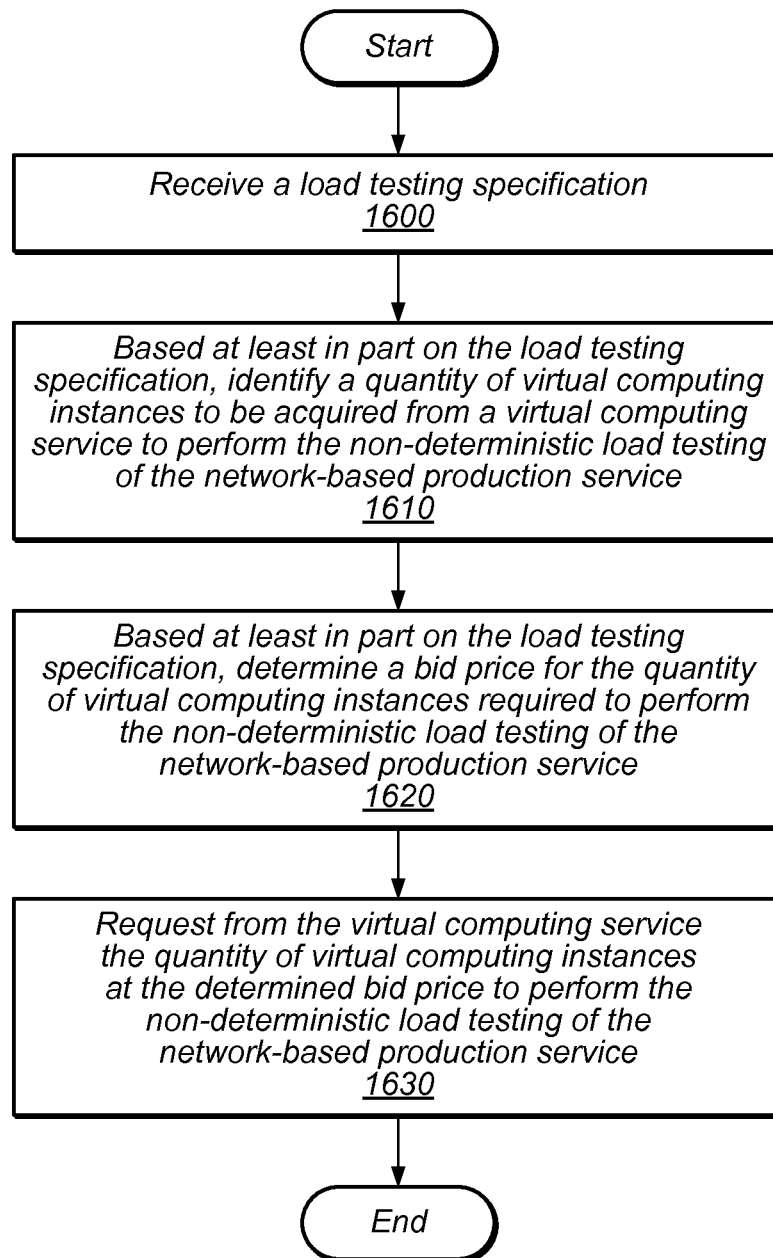 Start
Receive a load testing specification
1600
Based at least in part on the load testing
specification, identify a quantity of virtual computing
instances to be acquired from a virtual computing
service to perform the non-deterministic load testing
of the network-based production service
1610
Based at least in part on the load testing
specification, determine a bid price for the quantity
of virtual computing instances required to perform
the non-deterministic load testing of the
network-based production service
1620
Request from the virtual computing service
the quantity of virtual computing instances
at the determined bid price to perform the
non-deterministic load testing of the
network-based production service
1630
End